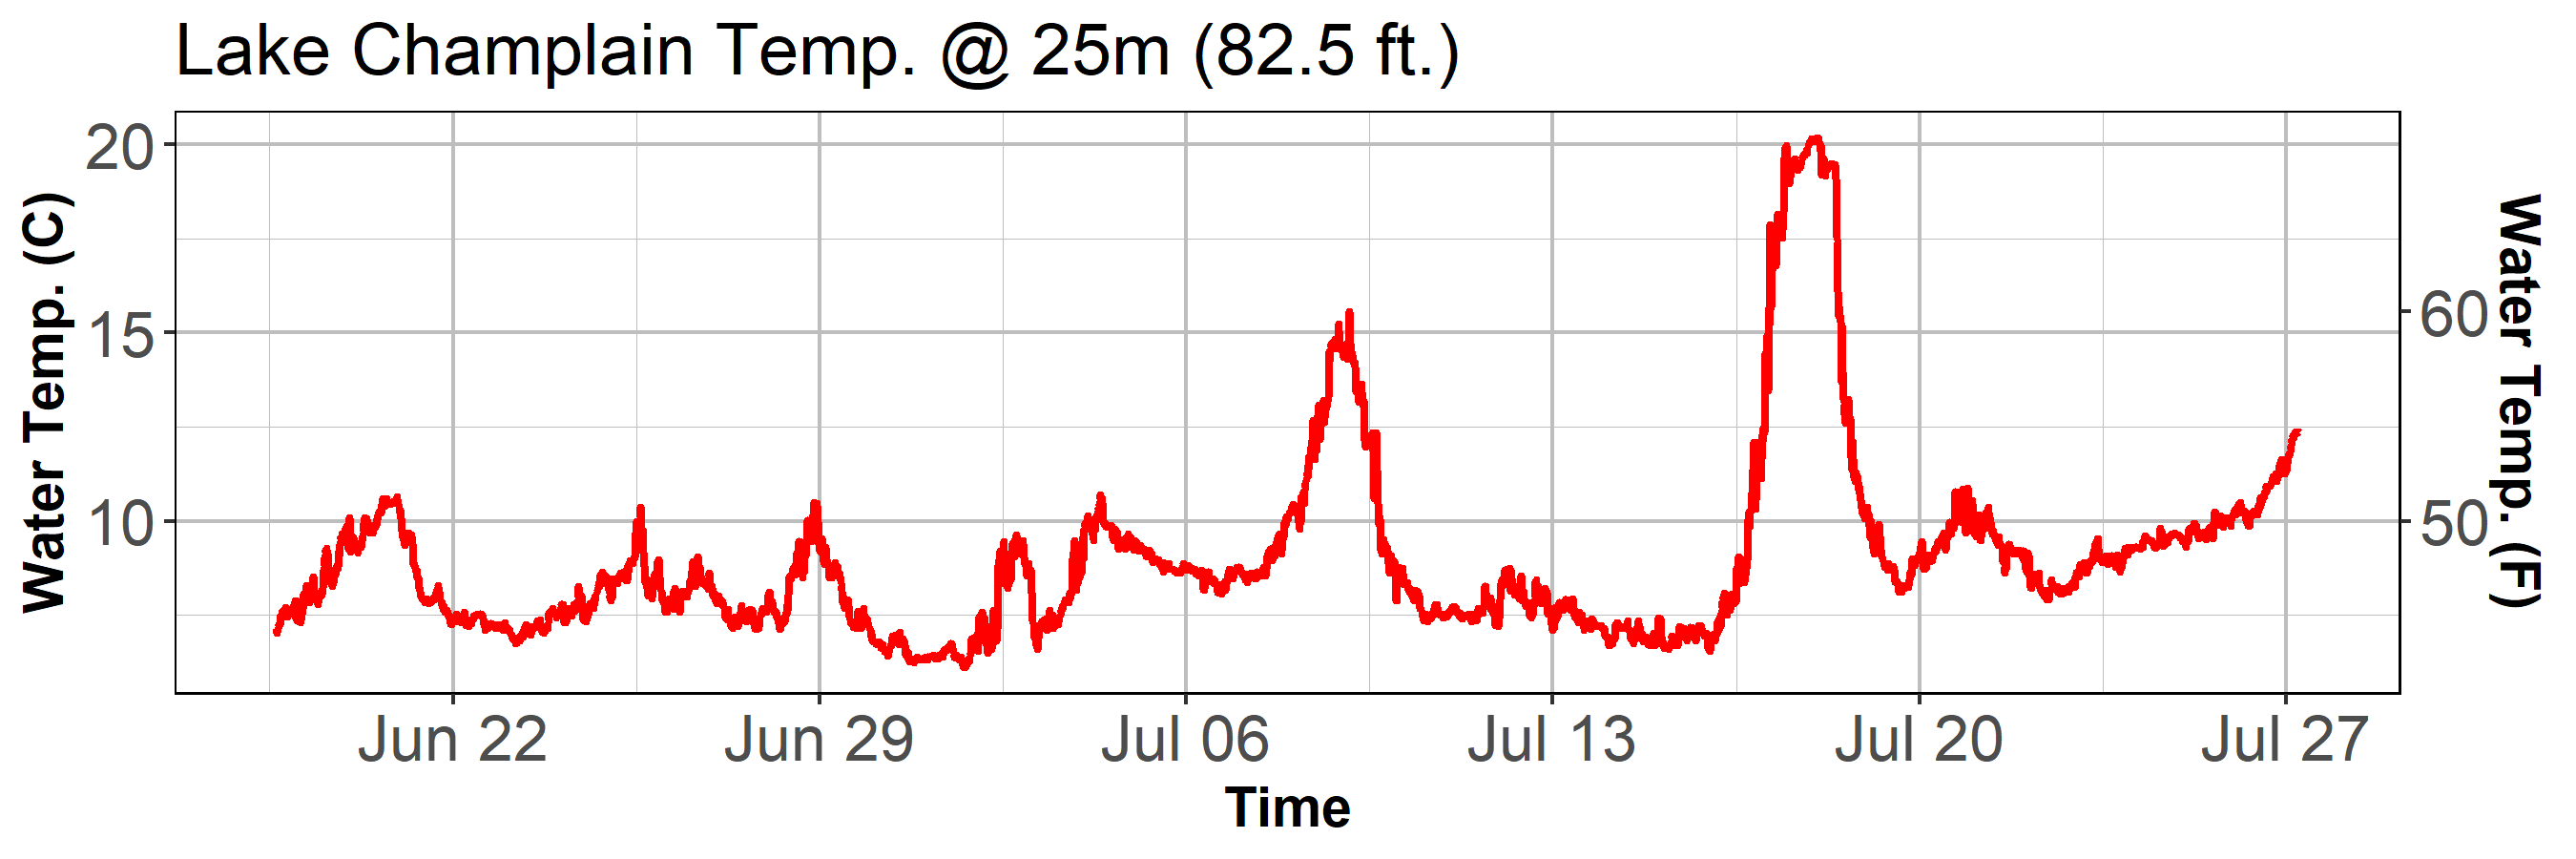 Lake Champlain Temp. @ 25m (82.5 ft.)
20
15
10
Water Temp. (C)
60
50
Water Temp. (F)
Jun 22 Jun 29 Jul 06 Jul 13 Jul 20 Jul 27
Time